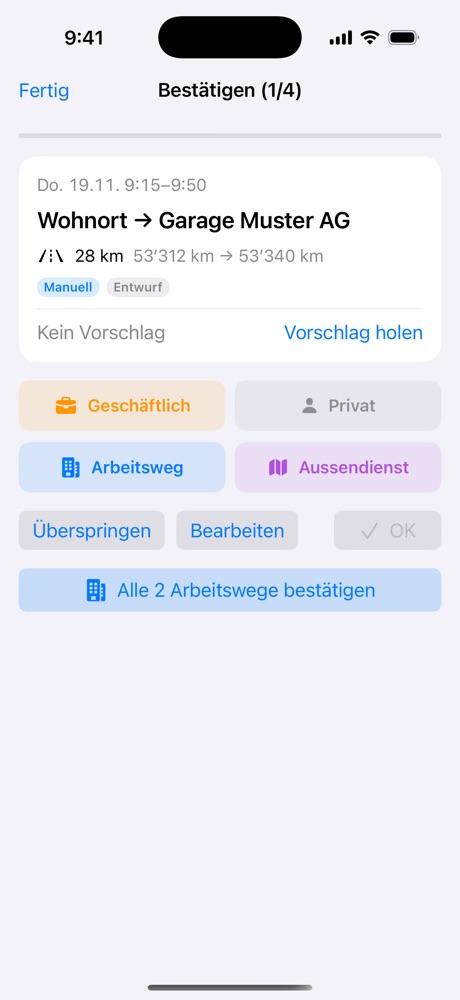 9:41
Fertig
Bestätigen (1/4)
Do. 19.11. 9:15–9:50
Wohnort → Garage Muster AG
28 km 53’312 km → 53’340 km
Manuell Entwurf
Kein Vorschlag Vorschlag holen
Geschäftlich Privat
Arbeitsweg Aussendienst
Überspringen Bearbeiten OK
Alle 2 Arbeitswege bestätigen